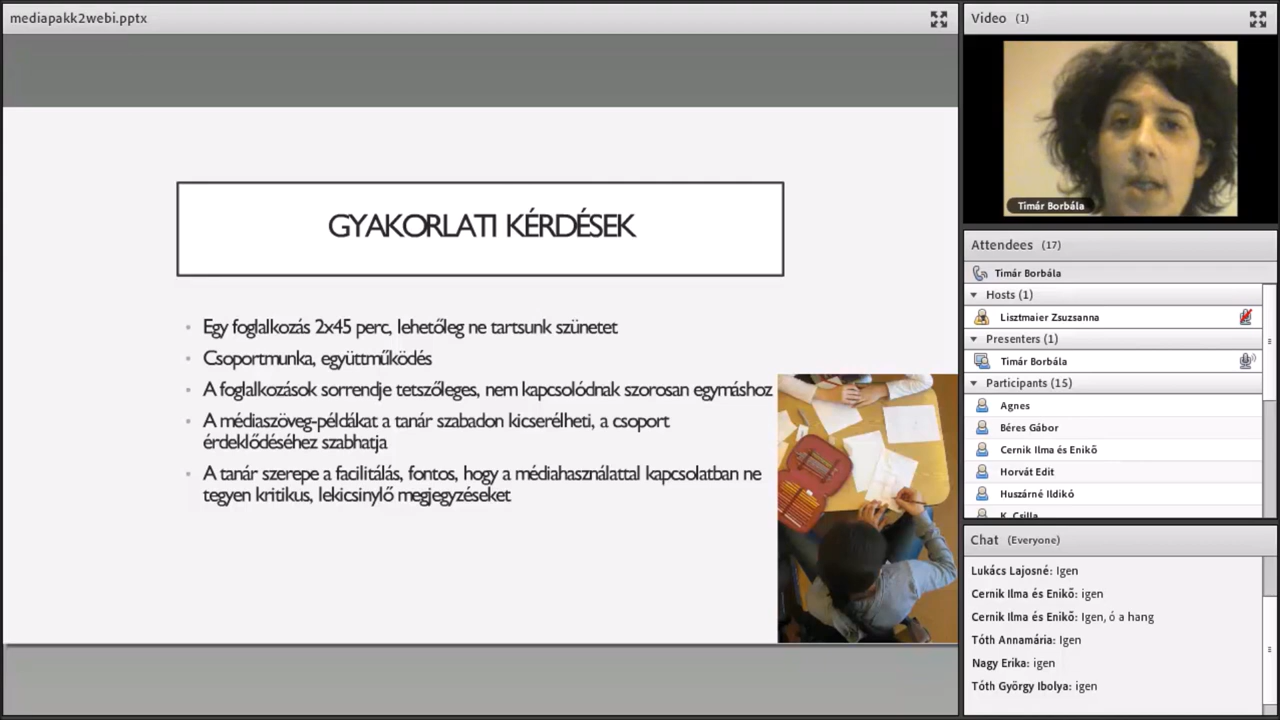 mediapakk2webi.pptx
GYAKORLATI KÉRDÉSEK
• Egy foglalkozás 2x45 perc, lehetőleg ne tartsunk szünetet
• Csoportmunka, együttműködés
• A foglalkozások sorrendje tetszőleges, nem kapcsolódnak szorosan egymáshoz
• A médiaszöveg-példákat a tanár szabadon kicserélheti, a csoport
érdeklődéséhez szabhatja
• A tanár szerepe a facilitálás, fontos, hogy a médiahasználattal kapcsolatban ne
tegyen kritikus, lekicsinylő megjegyzéseket
Video (1)
Timár Borbála
Attendees (17)
Timár Borbála
Hosts (1)
Lisztmaier Zsuzsanna
Presenters (1)
Timár Borbála
Participants (15)
Agnes
Béres Gábor
Cernik Ilma és Enikõ
Horvát Edit
Huszárné Ildikó
K. Csilla
Chat (Everyone)
Lukács Lajosné: Igen
Cernik Ilma és Enikõ: igen
Cernik Ilma és Enikõ: Igen, ó a hang
Tóth Annamária: Igen
Nagy Erika: igen
Tóth György Ibolya: igen